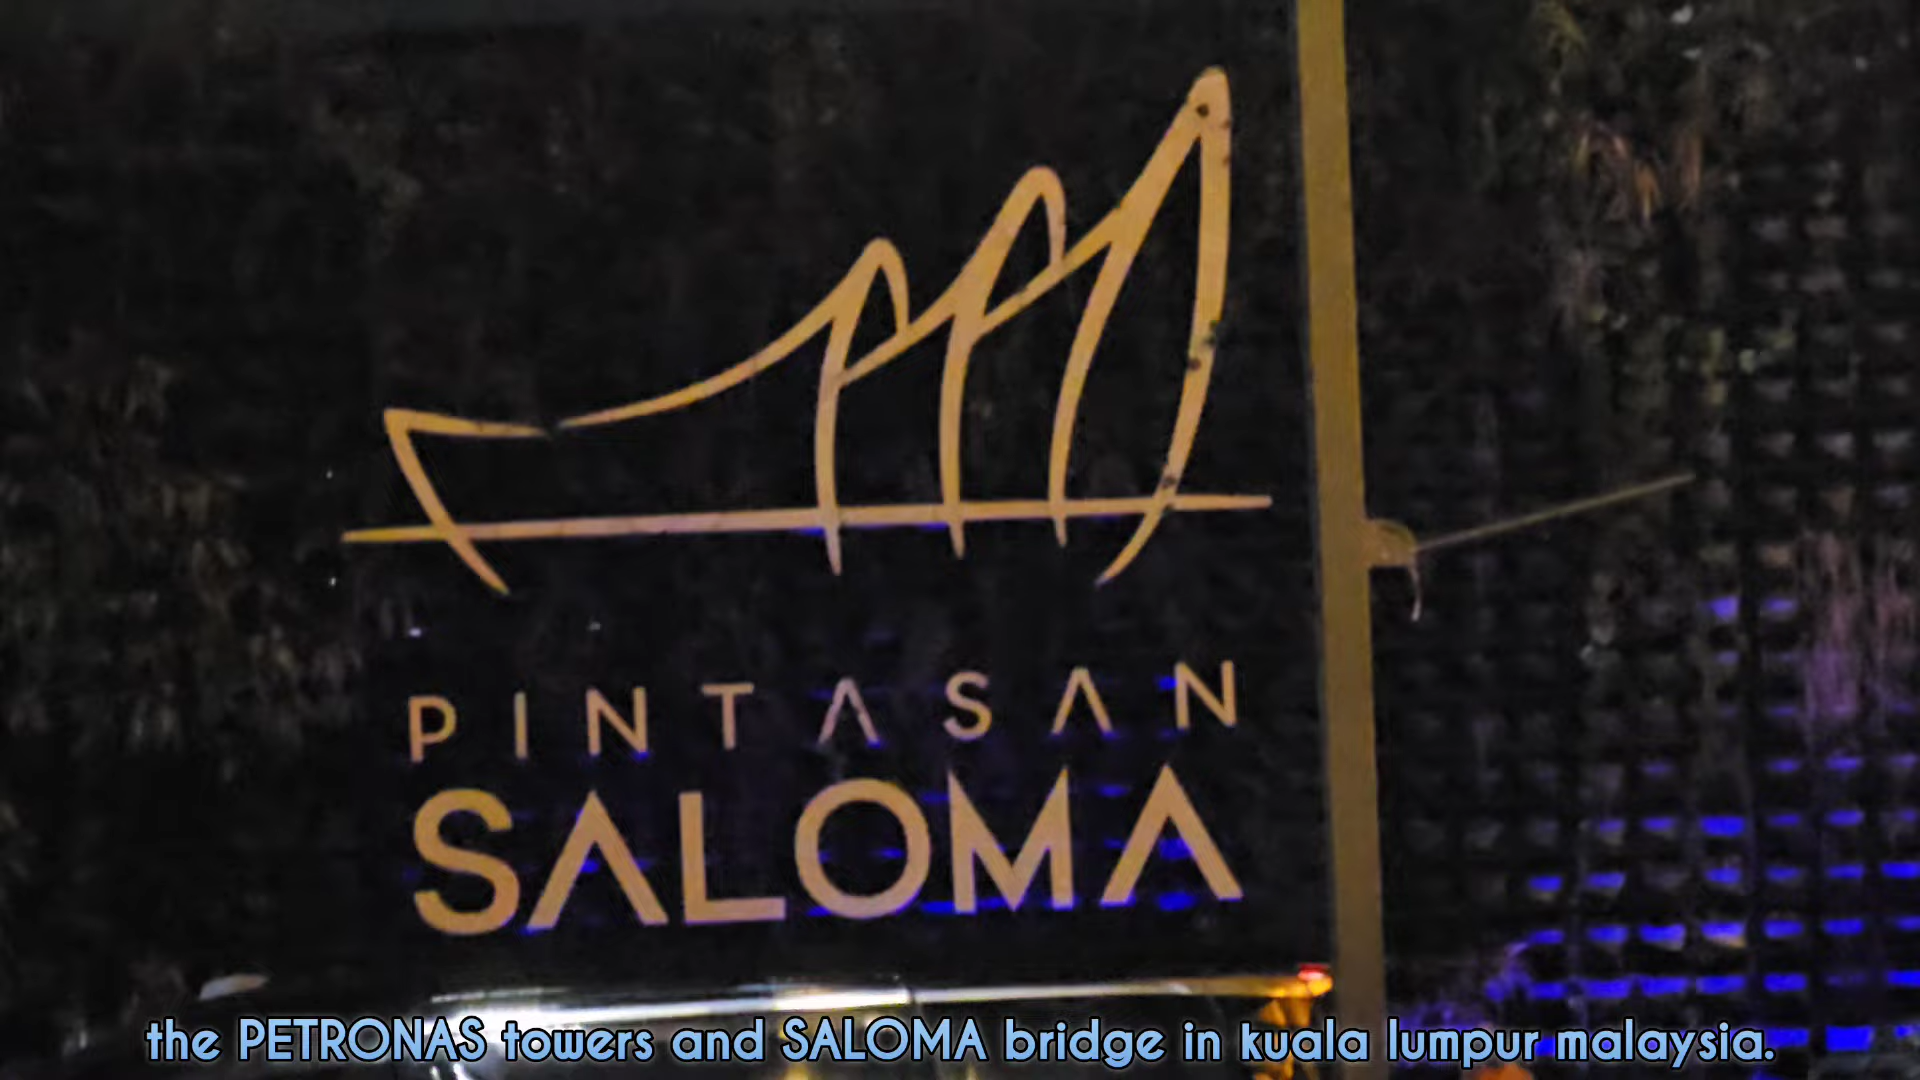 PINTASAN
SALOMA
the PETRONAS towers and SALOMA bridge in kuala lumpur malaysia.